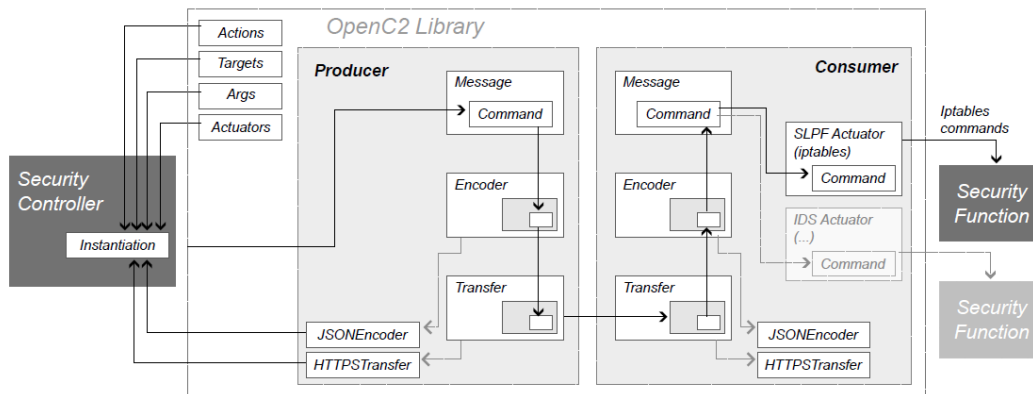 OpenC2 Library
Actions
Targets
Args
Actuators
Security
Controller
Instantiation
Producer
Message
Command
Encoder
Transfer
JSONEncoder
HTTPSTransfer
Consumer
Message
Command
Encoder
Transfer
JSONEncoder
HTTPSTransfer
SLPF Actuator
(iptables)
Command
IDS Actuator
(...)
Command
Iptables
commands
Security
Function
Security
Function